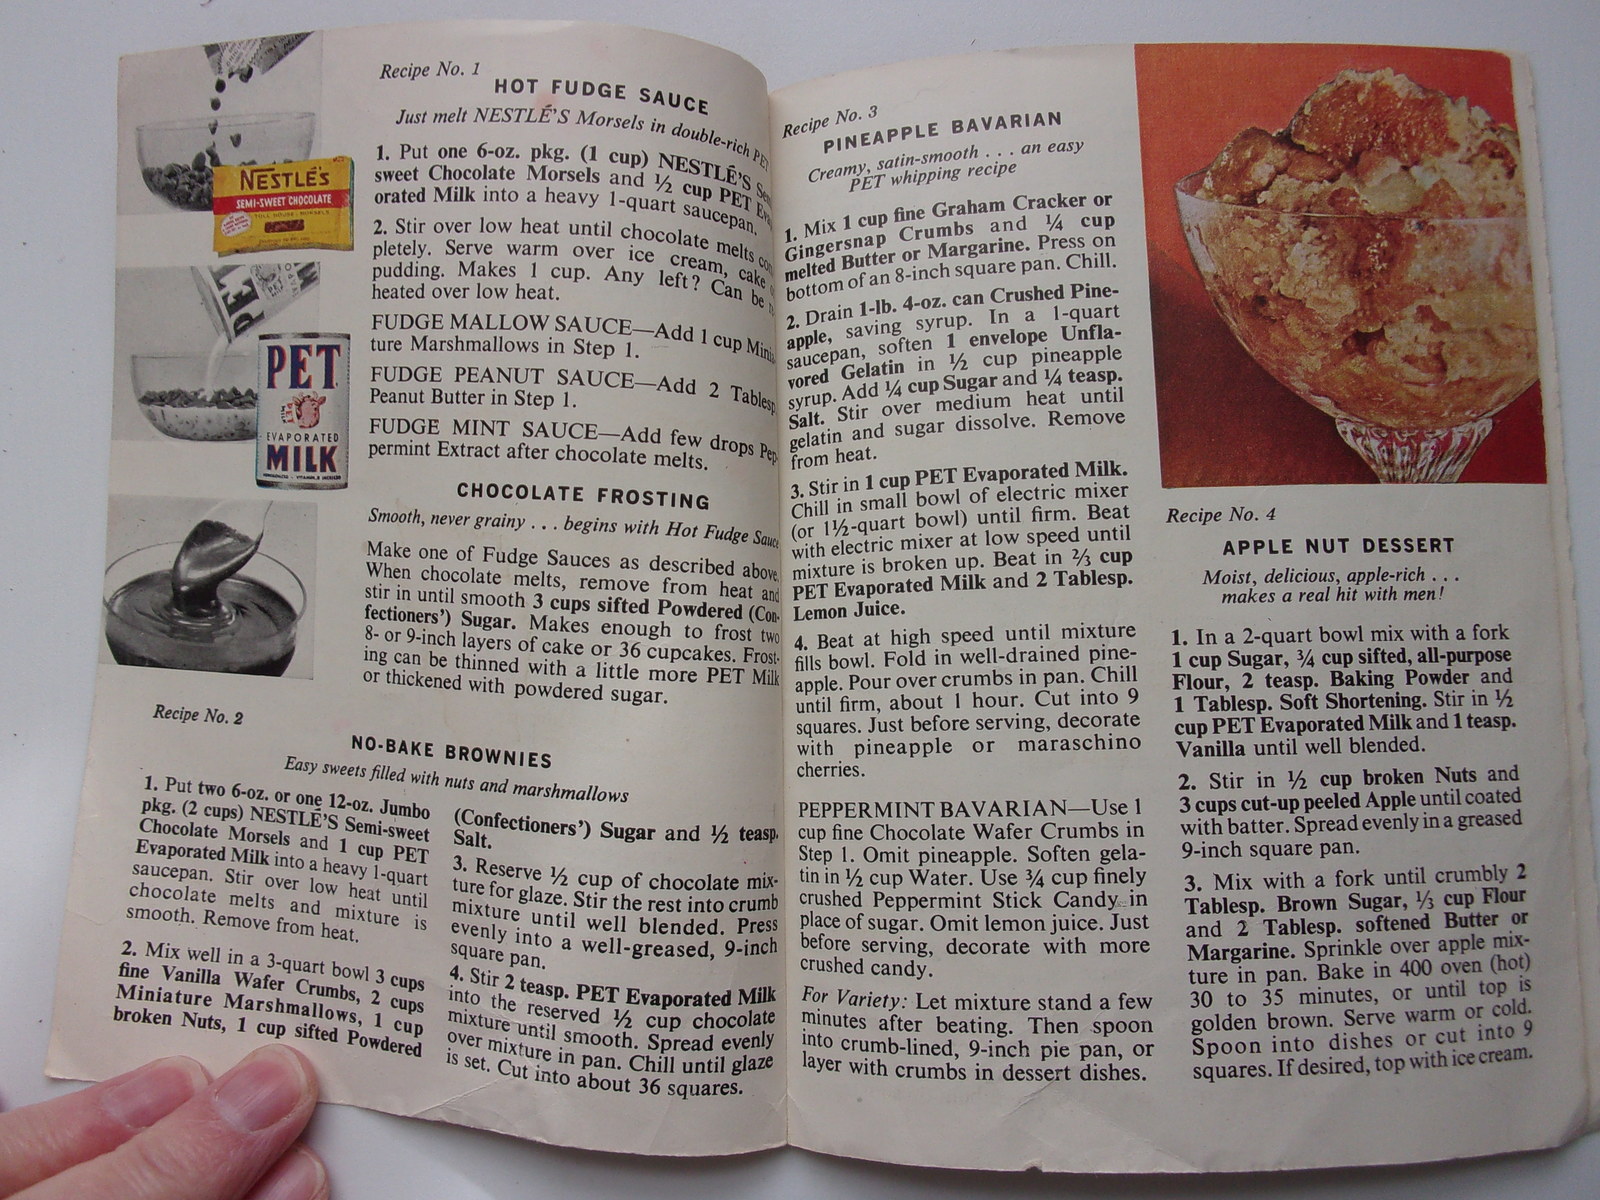 Recipe No. 1
HOT FUDGE SAUCE
Just melt NESTLÉ'S Morsels in double-rich PET
1. Put one 6-oz. pkg. (1 cup) NESTLÉ'S
sweet Chocolate Morsels and ½ cup PET
orated Milk into a heavy 1-quart saucepan.
2. Stir over low heat until chocolate melts
pletely. Serve warm over ice cream, cake
pudding. Makes 1 cup. Any left? Can be
heated over low heat.
FUDGE MALLOW SAUCE—Add 1 cup Minia
ture Marshmallows in Step 1.
FUDGE PEANUT SAUCE—Add 2 Tablesp.
Peanut Butter in Step 1.
FUDGE MINT SAUCE—Add few drops Pep-
permint Extract after chocolate melts.
CHOCOLATE FROSTING
Smooth, never grainy . . . begins with Hot Fudge Sauce
Make one of Fudge Sauces as described above.
When chocolate melts, remove from heat and
stir in until smooth 3 cups sifted Powdered (Con-
fectioners') Sugar. Makes enough to frost two
8- or 9-inch layers of cake or 36 cupcakes. Frost-
ing can be thinned with a little more PET Milk
or thickened with powdered sugar.
NESTLÉ'S
SEMI-SWEET CHOCOLATE
TOLL HOUSE MORSELS
PET
PET
PET
MILK
EVAPORATED
MILK
Recipe No. 2
NO-BAKE BROWNIES
Easy sweets filled with nuts and marshmallows
1. Put two 6-oz. or one 12-oz. Jumbo
pkg. (2 cups) NESTLÉ'S Semi-sweet
Chocolate Morsels and 1 cup PET
Evaporated Milk into a heavy 1-quart
saucepan. Stir over low heat until
chocolate melts and mixture is
smooth. Remove from heat.
2. Mix well in a 3-quart bowl 3 cups
fine Vanilla Wafer Crumbs, 2 cups
Miniature Marshmallows, 1 cup
broken Nuts, 1 cup sifted Powdered
(Confectioners') Sugar and ½ teasp.
Salt.
3. Reserve ½ cup of chocolate mix-
ture for glaze. Stir the rest into crumb
mixture until well blended. Press
evenly into a well-greased, 9-inch
square pan.
4. Stir 2 teasp. PET Evaporated Milk
into the reserved ½ cup chocolate
mixture until smooth. Spread evenly
over mixture in pan. Chill until glaze
is set. Cut into about 36 squares.
Recipe No. 3
PINEAPPLE BAVARIAN
Creamy, satin-smooth . . . an easy
PET whipping recipe
1. Mix 1 cup fine Graham Cracker or
Gingersnap Crumbs and ¼ cup
melted Butter or Margarine. Press on
bottom of an 8-inch square pan. Chill.
2. Drain 1-lb. 4-oz. can Crushed Pine-
apple, saving syrup. In a 1-quart
saucepan, soften 1 envelope Unfla-
vored Gelatin in ½ cup pineapple
syrup. Add ¼ cup Sugar and ¼ teasp.
Salt. Stir over medium heat until
gelatin and sugar dissolve. Remove
from heat.
3. Stir in 1 cup PET Evaporated Milk.
Chill in small bowl of electric mixer
(or 1½-quart bowl) until firm. Beat
with electric mixer at low speed until
mixture is broken up. Beat in ⅔ cup
PET Evaporated Milk and 2 Tablesp.
Lemon Juice.
4. Beat at high speed until mixture
fills bowl. Fold in well-drained pine-
apple. Pour over crumbs in pan. Chill
until firm, about 1 hour. Cut into 9
squares. Just before serving, decorate
with pineapple or maraschino
cherries.
PEPPERMINT BAVARIAN—Use 1
cup fine Chocolate Wafer Crumbs in
Step 1. Omit pineapple. Soften gela-
tin in ½ cup Water. Use ¾ cup finely
crushed Peppermint Stick Candy in
place of sugar. Omit lemon juice. Just
before serving, decorate with more
crushed candy.
For Variety: Let mixture stand a few
minutes after beating. Then spoon
into crumb-lined, 9-inch pie pan, or
layer with crumbs in dessert dishes.
Recipe No. 4
APPLE NUT DESSERT
Moist, delicious, apple-rich . . .
makes a real hit with men!
1. In a 2-quart bowl mix with a fork
1 cup Sugar, ¾ cup sifted, all-purpose
Flour, 2 teasp. Baking Powder and
1 Tablesp. Soft Shortening. Stir in ½
cup PET Evaporated Milk and 1 teasp.
Vanilla until well blended.
2. Stir in ½ cup broken Nuts and
3 cups cut-up peeled Apple until coated
with batter. Spread evenly in a greased
9-inch square pan.
3. Mix with a fork until crumbly 2
Tablesp. Brown Sugar, ⅓ cup Flour
and 2 Tablesp. softened Butter or
Margarine. Sprinkle over apple mix-
ture in pan. Bake in 400 oven (hot)
30 to 35 minutes, or until top is
golden brown. Serve warm or cold.
Spoon into dishes or cut into 9
squares. If desired, top with ice cream.